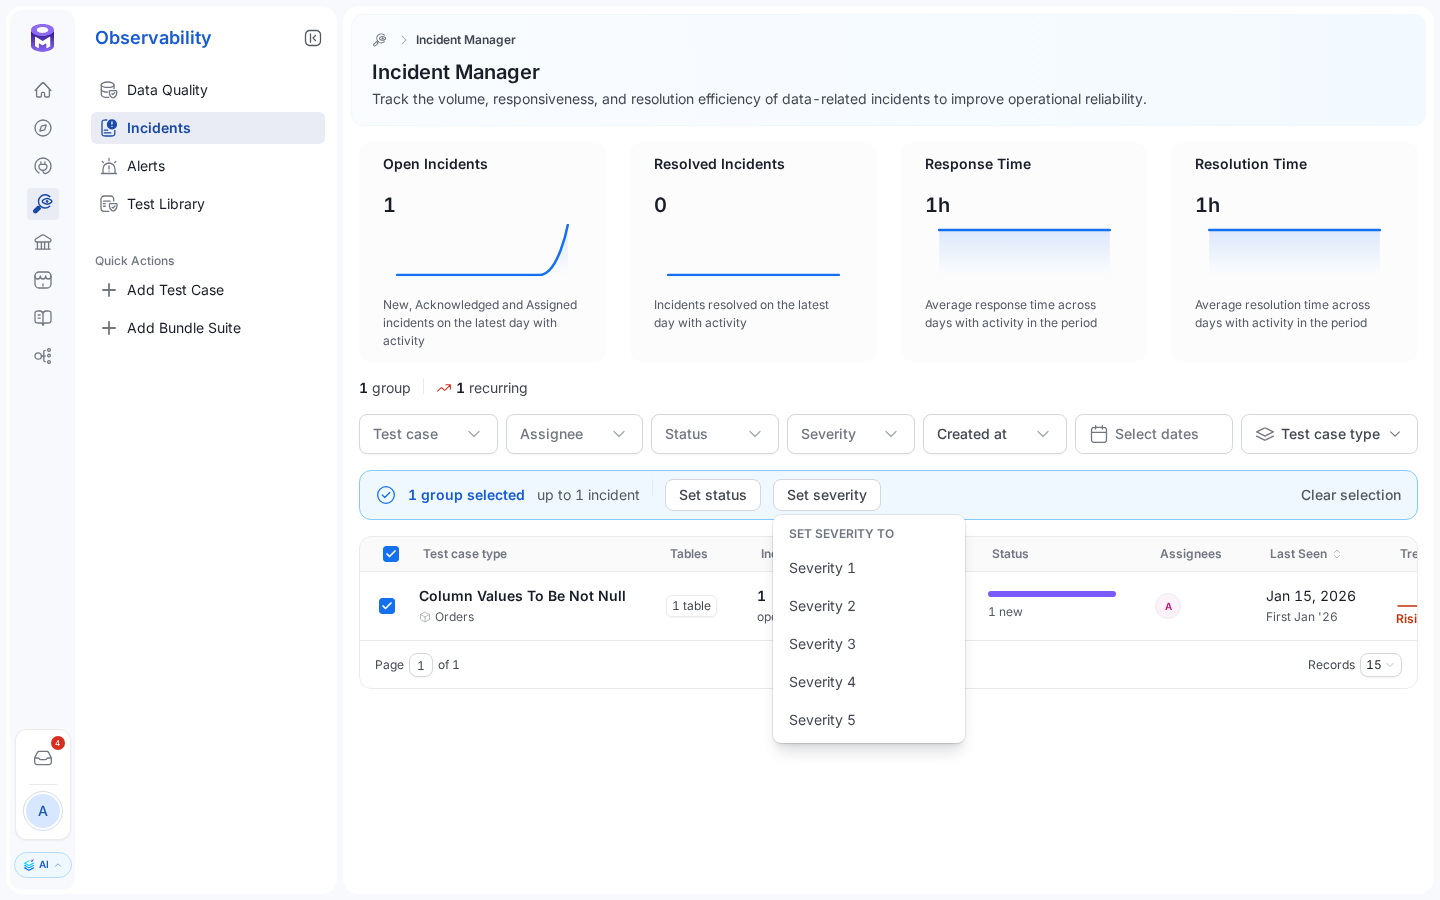 Observability
Data Quality
Incidents
Alerts
Test Library
Quick Actions
Add Test Case
Add Bundle Suite
4
A
AI
Incident Manager
Incident Manager
Track the volume, responsiveness, and resolution efficiency of data-related incidents to improve operational reliability.
Open Incidents
1
New, Acknowledged and Assigned
incidents on the latest day with
activity
Resolved Incidents
0
Incidents resolved on the latest
day with activity
Response Time
1h
Average response time across
days with activity in the period
Resolution Time
1h
Average resolution time across
days with activity in the period
1 group
1 recurring
Test case
Assignee
Status
Severity
Created at
Select dates
Test case type
1 group selected up to 1 incident
Set status
Set severity
Clear selection
SET SEVERITY TO
Severity 1
Severity 2
Severity 3
Severity 4
Severity 5
Test case type Tables Status Assignees Last Seen
Column Values To Be Not Null
Orders
1 table
1
1 new
A
Jan 15, 2026
First Jan '26
Page 1 of 1
Records 15